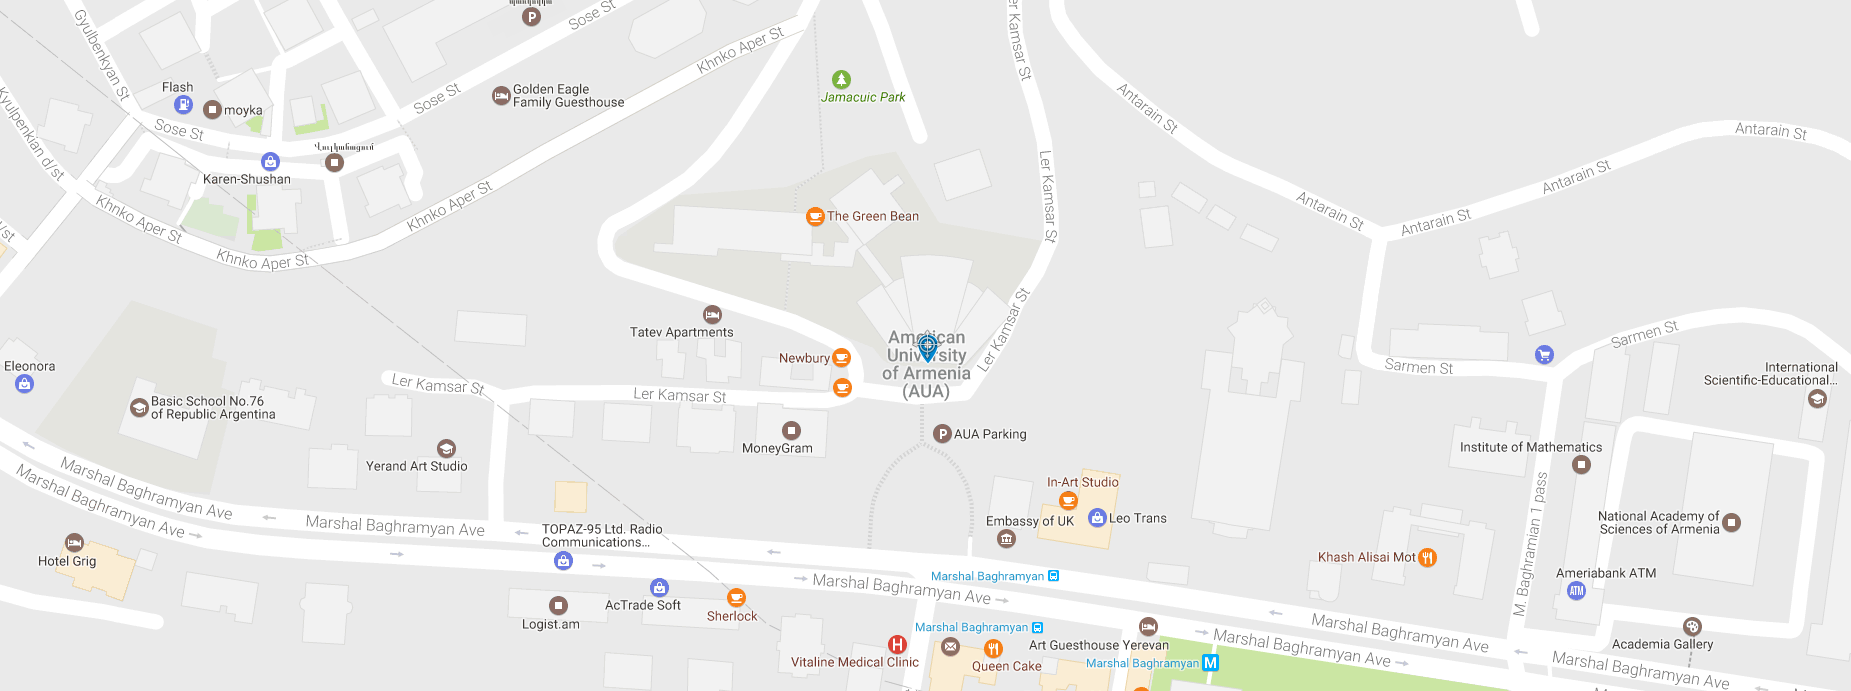 Gyulbenkyan St
Sose St
Khnko Aper St
Ler Kamsar St
Flash
moyka
Golden Eagle
Family Guesthouse
Sose St
Jamacuic Park
Antarain St
Antarain St
Kyulpenkian d/st
Sose St
Karen-Shushan
Ler Kamsar St
Antarain St
Antarain St
Antarain St
Khnko Aper St
Khnko Aper St
Khnko Aper St
The Green Bean
Tatev Apartments
Newbury
American
University
of Armenia
(AUA)
Ler Kamsar St
Sarmen St
Sarmen St
Eleonora
Basic School No.76
of Republic Argentina
Ler Kamsar St
Ler Kamsar St
International
Scientific-Educational...
MoneyGram
AUA Parking
Institute of Mathematics
Yerand Art Studio
Marshal Baghramyan Ave
Marshal Baghramyan Ave
Marshal Baghramyan Ave
In-Art Studio
Embassy of UK
Leo Trans
M. Baghramian 1 pass
National Academy of
Sciences of Armenia
TOPAZ-95 Ltd. Radio
Communications...
Hotel Grig
Khash Alisai Mot
Ameriabank ATM
ATM
Marshal Baghramyan
Marshal Baghramyan Ave
AcTrade Soft
Logist.am
Sherlock
Marshal Baghramyan
Marshal Baghramyan Ave
Marshal Baghramyan Ave
Vitaline Medical Clinic
Queen Cake
Art Guesthouse Yerevan
Marshal Baghramyan
Academia Gallery
Marshal Baghramyan Ave
Marshal Baghramyan Ave